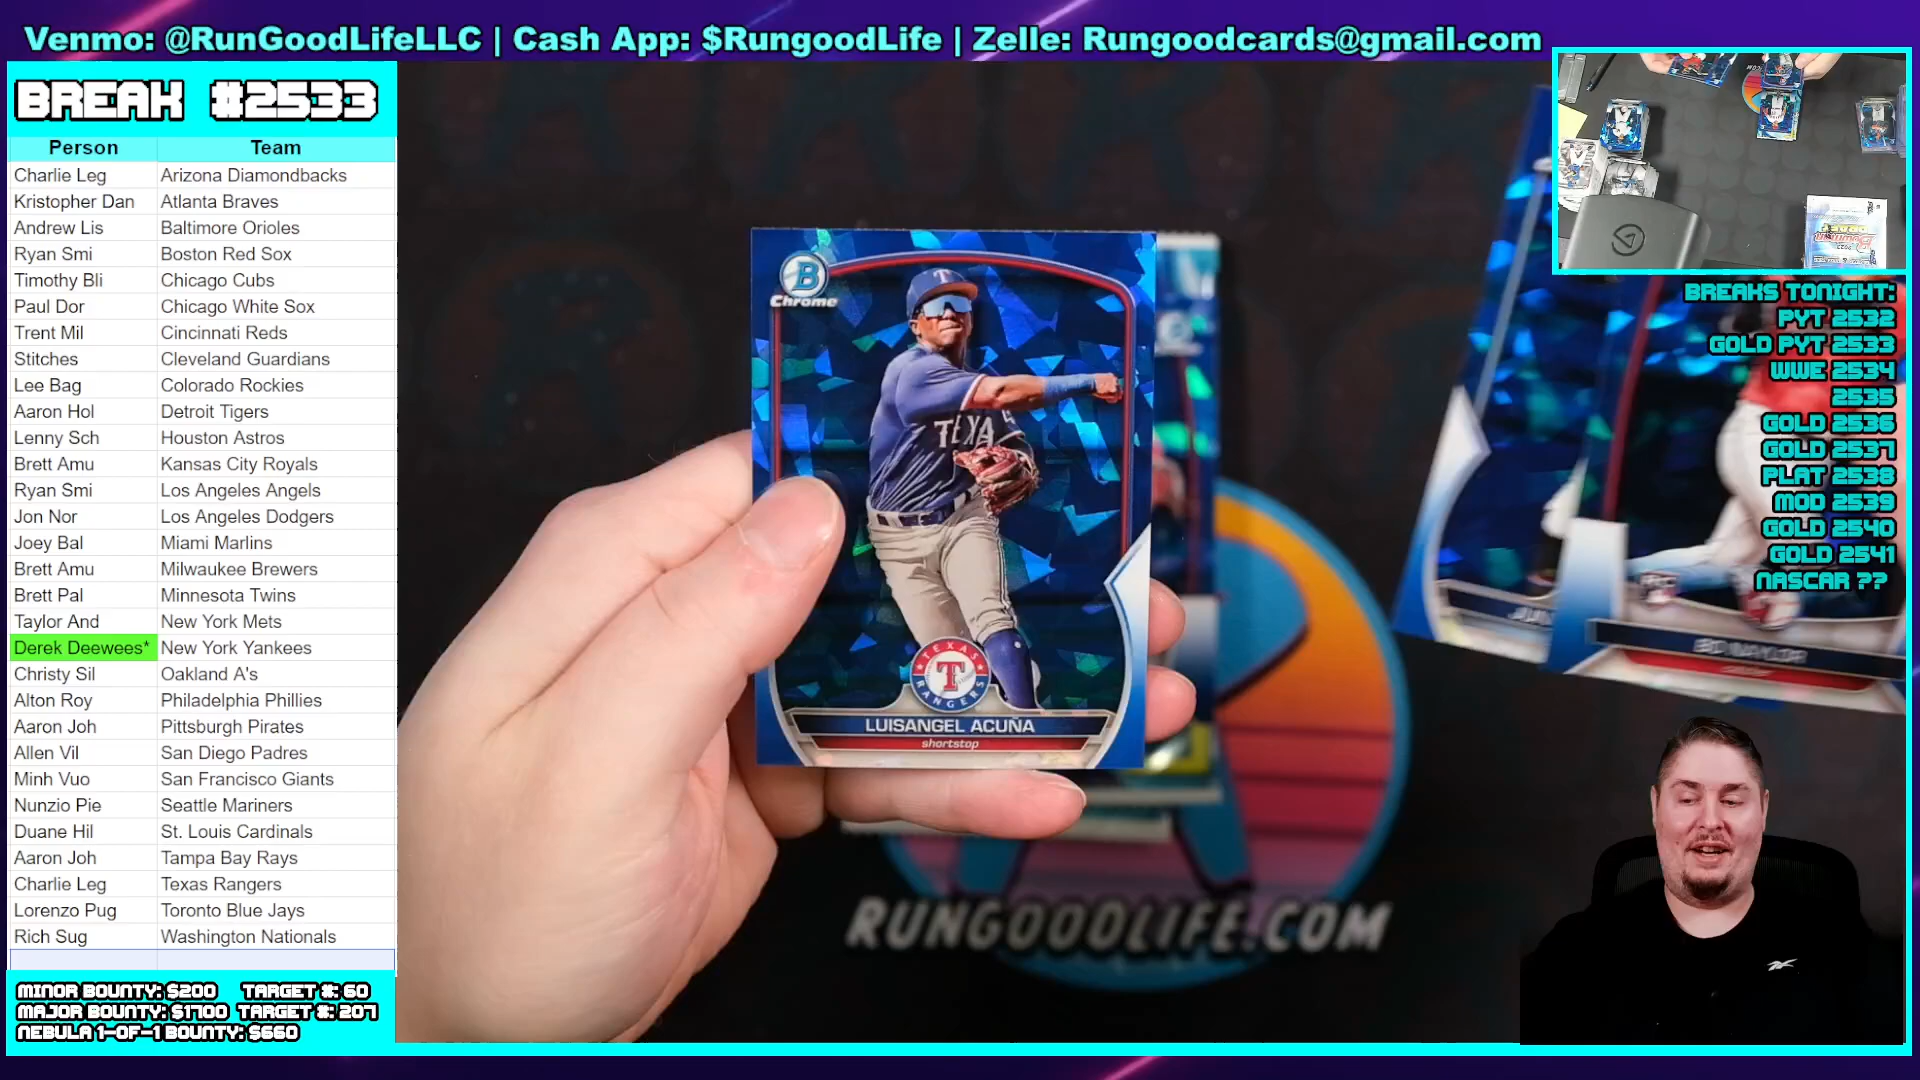 Venmo: @RunGoodLifeLLC | Cash App: $RungoodLife | Zelle: Rungoodcards@gmail.com
BREAK #2533
Person Team
Charlie Leg Arizona Diamondbacks
Kristopher Dan Atlanta Braves
Andrew Lis Baltimore Orioles
Ryan Smi Boston Red Sox
Timothy Bli Chicago Cubs
Paul Dor Chicago White Sox
Trent Mil Cincinnati Reds
Stitches Cleveland Guardians
Lee Bag Colorado Rockies
Aaron Hol Detroit Tigers
Lenny Sch Houston Astros
Brett Amu Kansas City Royals
Ryan Smi Los Angeles Angels
Jon Nor Los Angeles Dodgers
Joey Bal Miami Marlins
Brett Amu Milwaukee Brewers
Brett Pal Minnesota Twins
Taylor And New York Mets
Derek Deewees* New York Yankees
Christy Sil Oakland A's
Alton Roy Philadelphia Phillies
Aaron Joh Pittsburgh Pirates
Allen Vil San Diego Padres
Minh Vuo San Francisco Giants
Nunzio Pie Seattle Mariners
Duane Hil St. Louis Cardinals
Aaron Joh Tampa Bay Rays
Charlie Leg Texas Rangers
Lorenzo Pug Toronto Blue Jays
Rich Sug Washington Nationals
MINOR BOUNTY: $200 TARGET #: 60
MAJOR BOUNTY: $1700 TARGET #: 207
NEBULA 1-OF-1 BOUNTY: $660
B
Chrome
T
TEXA
TEXAS
T
RANGERS
LUISANGEL ACUÑA
shortstop
BO NAYLOR
RUNGOODLIFE.COM
BREAKS TONIGHT:
PYT 2532
GOLD PYT 2533
WWE 2534
2535
GOLD 2536
GOLD 2537
PLAT 2538
MOD 2539
GOLD 2540
GOLD 2541
NASCAR ??